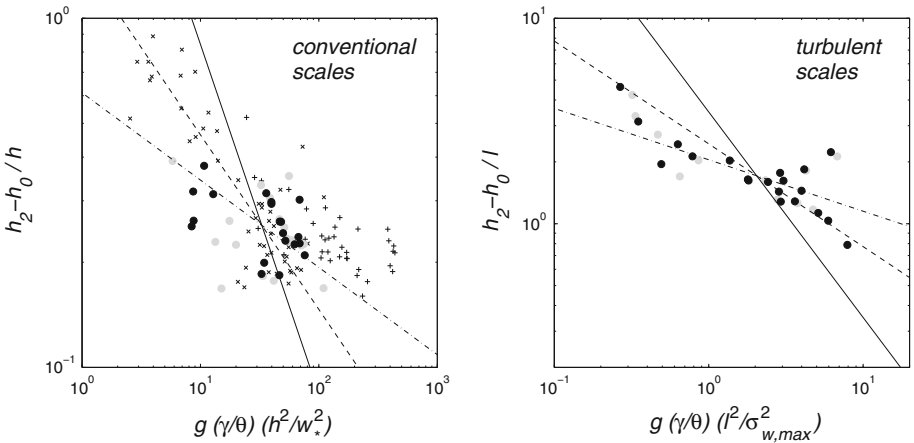 conventional
scales
h₂–h₀ / h
10⁰
10⁻¹
10⁰ 10¹ 10² 10³
g (γ/θ) (h²/w²*)
turbulent
scales
h₂–h₀ / l
10¹
10⁰
10⁻¹ 10⁰ 10¹
g (γ/θ) (l²/σ²w,max)